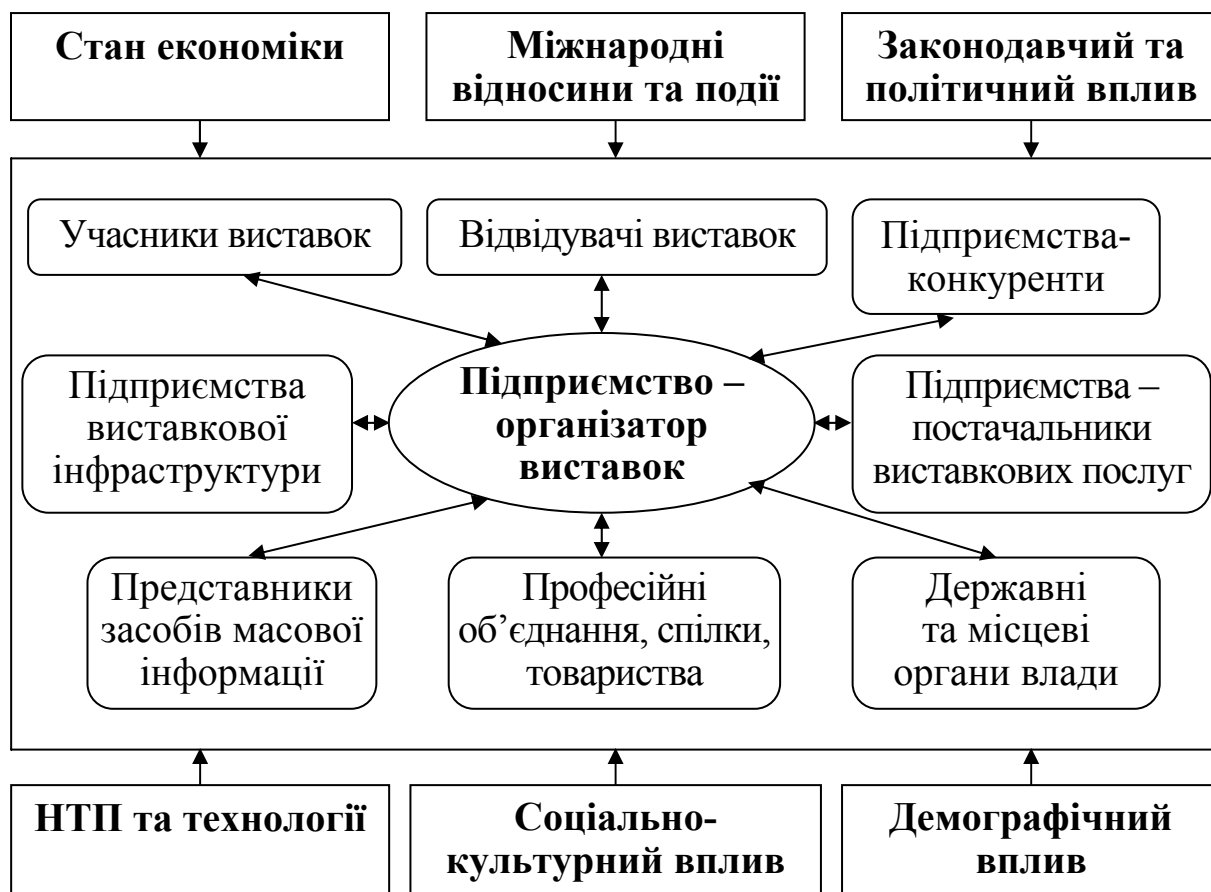 Стан економіки
Міжнародні
відносини та події
Законодавчий та
політичний вплив
Учасники виставок
Відвідувачі виставок
Підприємства-
конкуренти
Підприємства
виставкової
інфраструктури
Підприємство –
організатор
виставок
Підприємства –
постачальники
виставкових послуг
Представники
засобів масової
інформації
Професійні
об’єднання, спілки,
товариства
Державні
та місцеві
органи влади
НТП та технології
Соціально-
культурний вплив
Демографічний
вплив